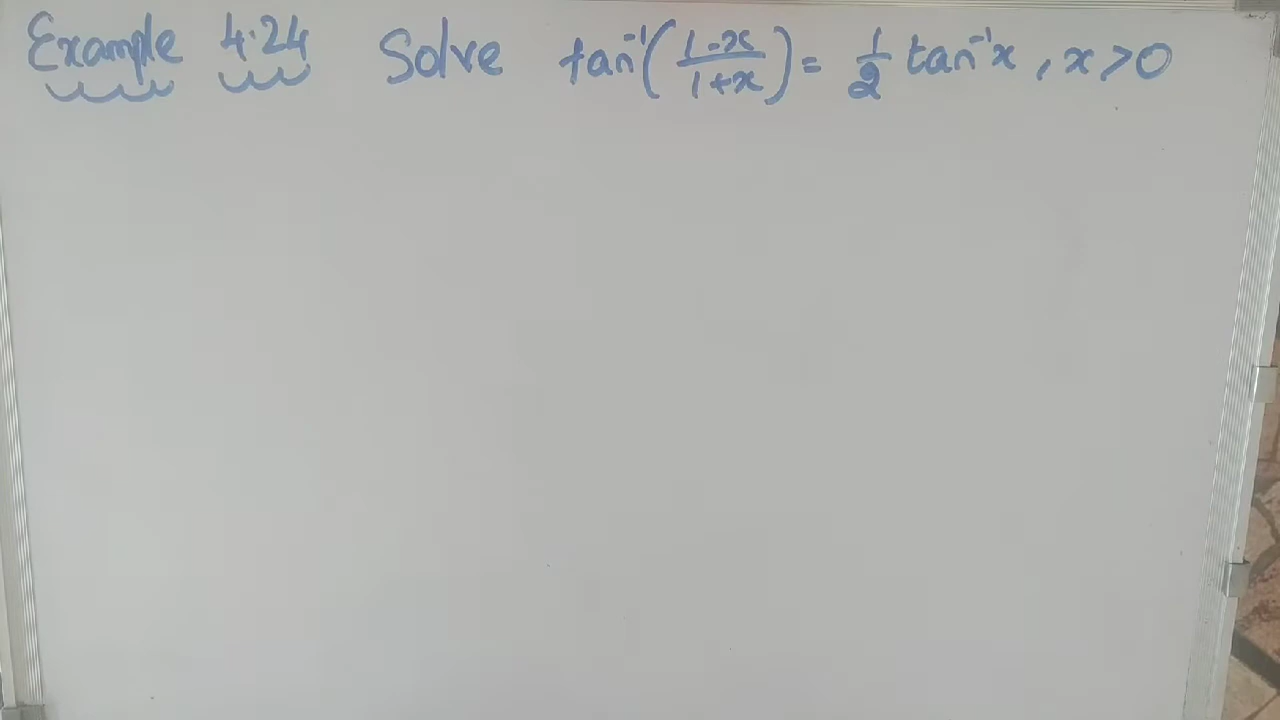 Example 4.24 Solve tan⁻¹((1-x)/(1+x)) = 1/2 tan⁻¹x, x>0